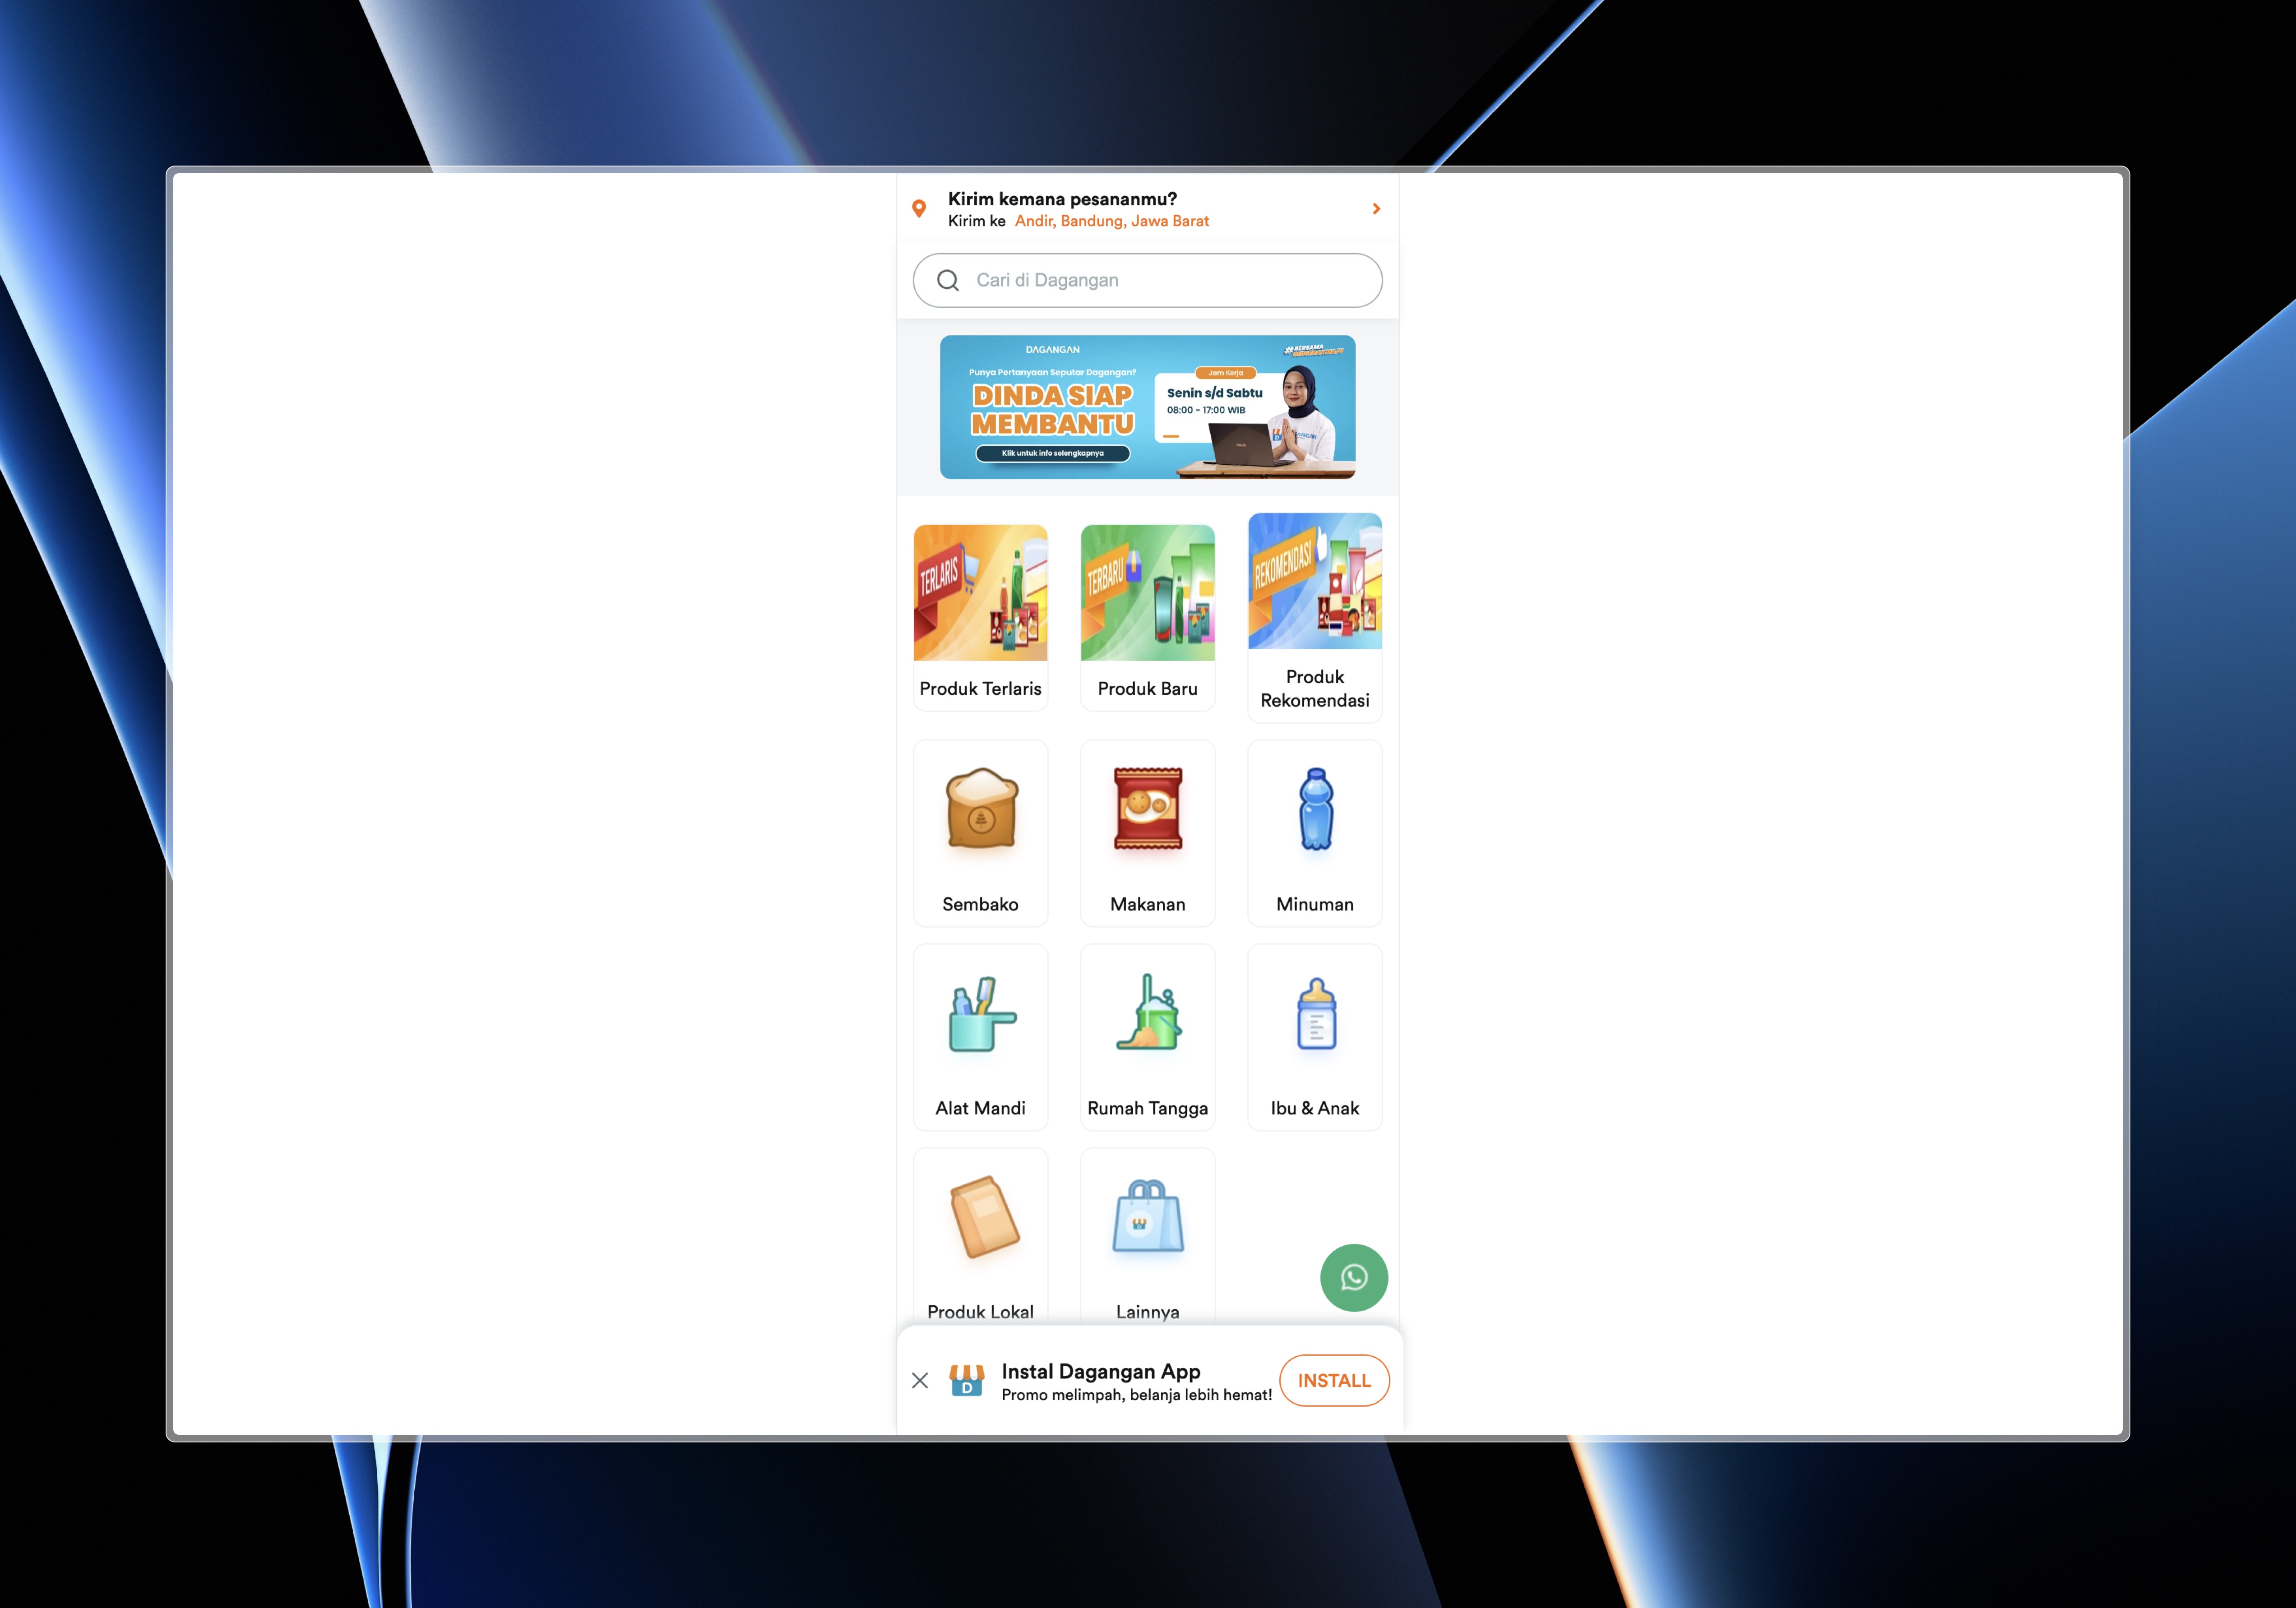 Kirim kemana pesananmu?
Kirim ke Andir, Bandung, Jawa Barat
Cari di Dagangan
DAGANGAN
Punya Pertanyaan Seputar Dagangan?
DINDA SIAP
MEMBANTU
Klik untuk info selengkapnya
Jam Kerja
Senin s/d Sabtu
08:00 - 17:00 WIB
TERLARIS
Produk Terlaris
TERBARU
Produk Baru
REKOMENDASI
Produk
Rekomendasi
Sembako
Makanan
Minuman
Alat Mandi
Rumah Tangga
Ibu & Anak
Produk Lokal
Lainnya
D
Instal Dagangan App
Promo melimpah, belanja lebih hemat!
INSTALL